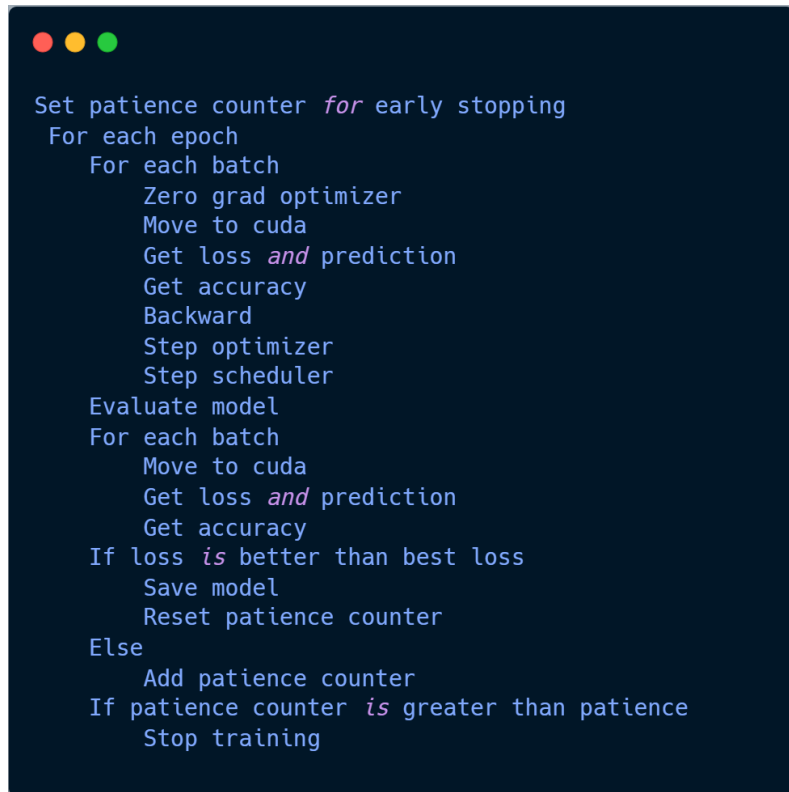 Set patience counter for early stopping
For each epoch
For each batch
Zero grad optimizer
Move to cuda
Get loss and prediction
Get accuracy
Backward
Step optimizer
Step scheduler
Evaluate model
For each batch
Move to cuda
Get loss and prediction
Get accuracy
If loss is better than best loss
Save model
Reset patience counter
Else
Add patience counter
If patience counter is greater than patience
Stop training